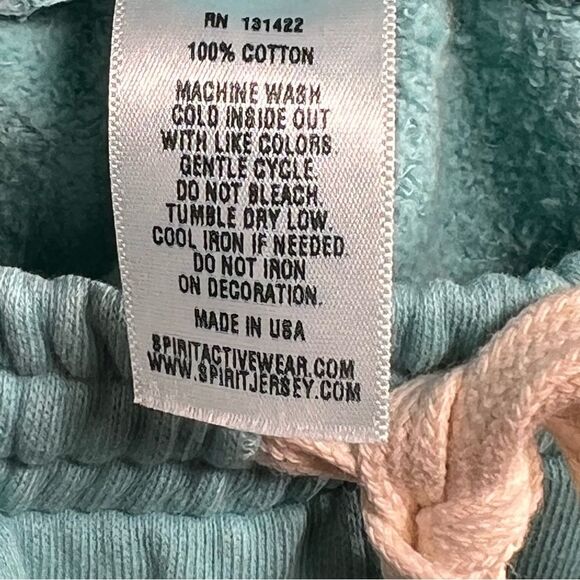 RN 131422
100% COTTON
MACHINE WASH
COLD INSIDE OUT
WITH LIKE COLORS.
GENTLE CYCLE.
DO NOT BLEACH.
TUMBLE DRY LOW.
COOL IRON IF NEEDED
DO NOT IRON
ON DECORATION.
MADE IN USA
SPIRITACTIVEWEAR.COM
WWW.SPIRITJERSEY.COM